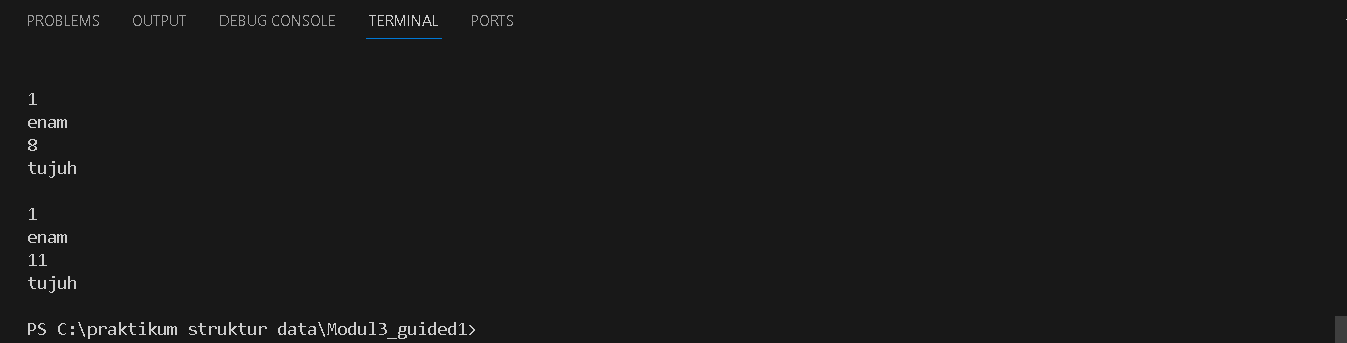 PROBLEMS OUTPUT DEBUG CONSOLE TERMINAL PORTS
1
enam
8
tujuh
1
enam
11
tujuh
PS C:\praktikum struktur data\Modul3_guided1>